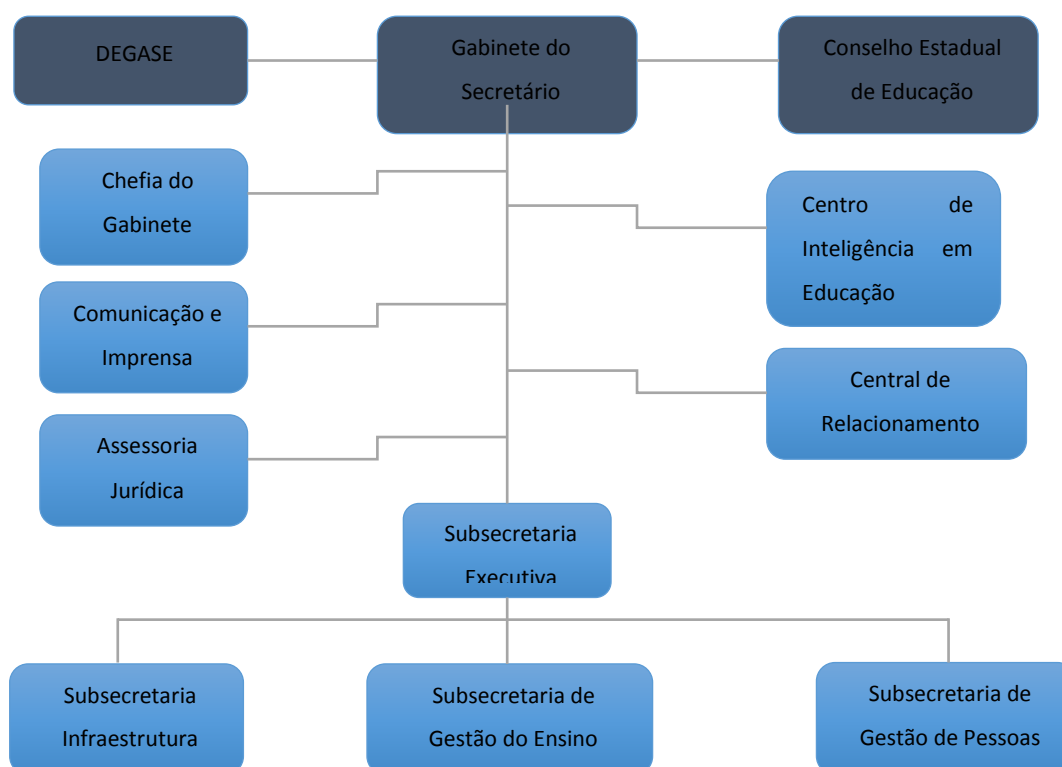 DEGASE
Gabinete do
Secretário
Conselho Estadual
de Educação
Chefia do
Gabinete
Centro de
Inteligência em
Educação
Comunicação e
Imprensa
Central de
Relacionamento
Assessoria
Jurídica
Subsecretaria
Executiva
Subsecretaria
Infraestrutura
Subsecretaria de
Gestão do Ensino
Subsecretaria de
Gestão de Pessoas